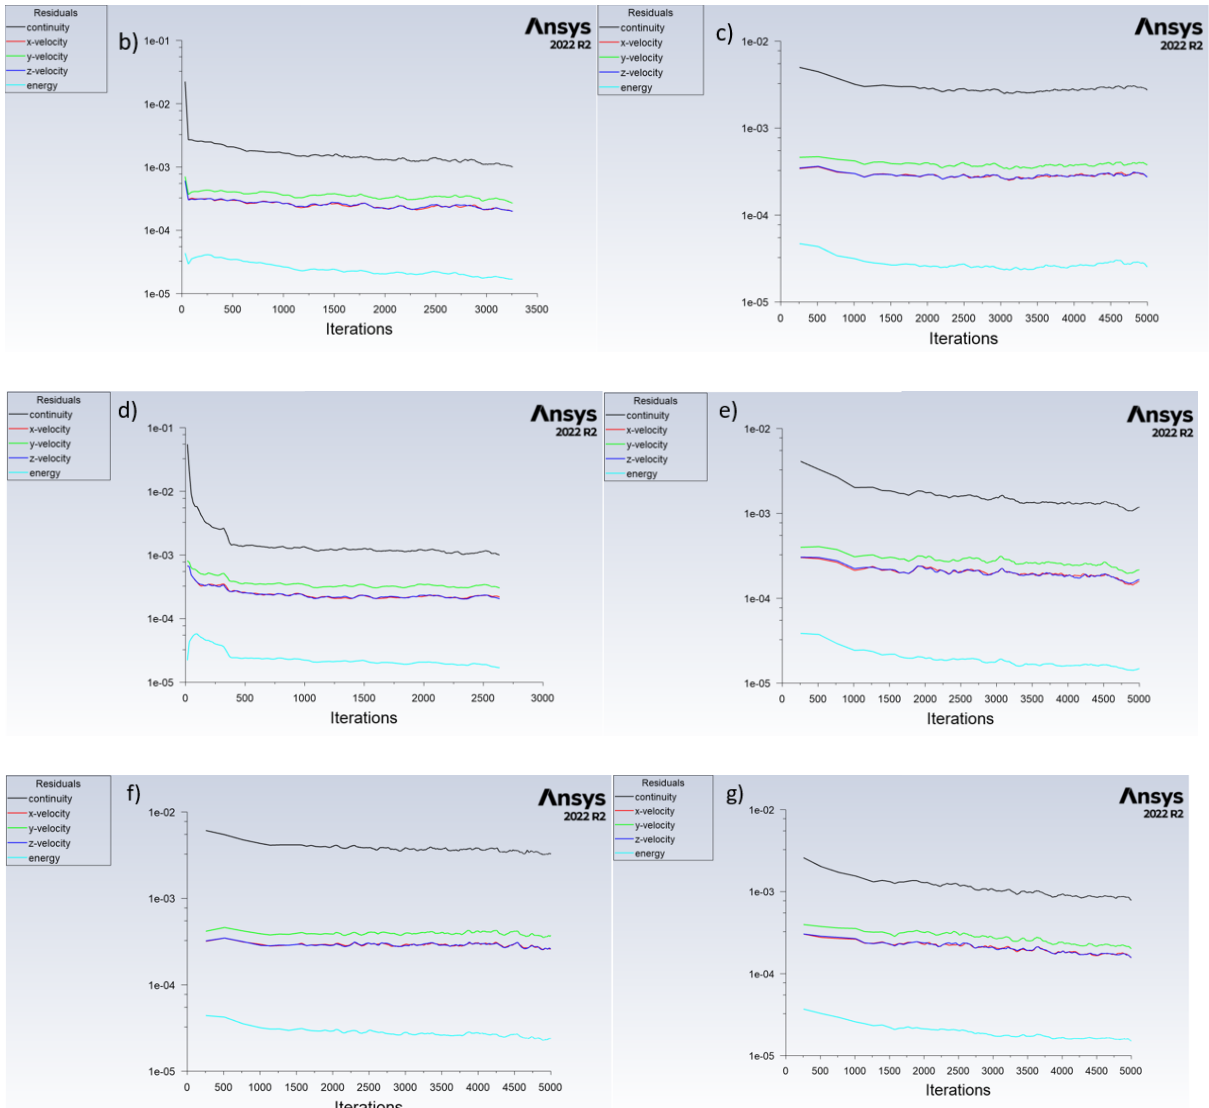 Residuals
continuity
x-velocity
y-velocity
z-velocity
energy
b)
Ansys
2022 R2
1e-01
1e-02
1e-03
1e-04
1e-05
0 500 1000 1500 2000 2500 3000 3500
Iterations
Residuals
continuity
x-velocity
y-velocity
z-velocity
energy
c)
Ansys
2022 R2
1e-02
1e-03
1e-04
1e-05
0 500 1000 1500 2000 2500 3000 3500 4000 4500 5000
Iterations
Residuals
continuity
x-velocity
y-velocity
z-velocity
energy
d)
Ansys
2022 R2
1e-01
1e-02
1e-03
1e-04
1e-05
0 500 1000 1500 2000 2500 3000
Iterations
Residuals
continuity
x-velocity
y-velocity
z-velocity
energy
e)
Ansys
2022 R2
1e-02
1e-03
1e-04
1e-05
0 500 1000 1500 2000 2500 3000 3500 4000 4500 5000
Iterations
Residuals
continuity
x-velocity
y-velocity
z-velocity
energy
f)
Ansys
2022 R2
1e-02
1e-03
1e-04
1e-05
0 500 1000 1500 2000 2500 3000 3500 4000 4500 5000
Iterations
Residuals
continuity
x-velocity
y-velocity
z-velocity
energy
g)
Ansys
2022 R2
1e-02
1e-03
1e-04
1e-05
0 500 1000 1500 2000 2500 3000 3500 4000 4500 5000
Iterations